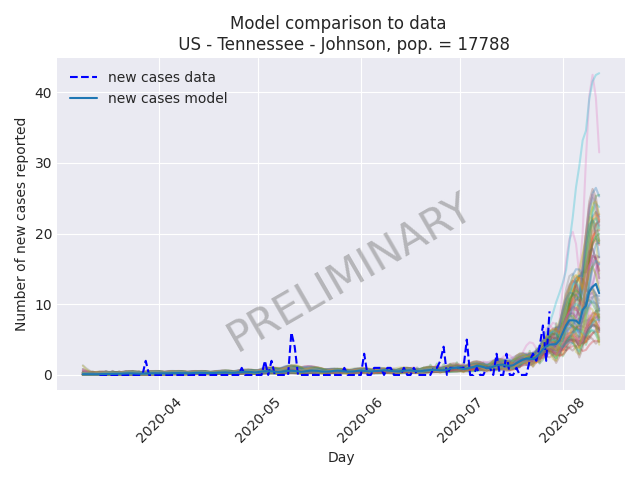 Model comparison to data
US - Tennessee - Johnson, pop. = 17788
new cases data
new cases model
PRELIMINARY
Number of new cases reported
40
30
20
10
0
2020-04
2020-05
2020-06
2020-07
2020-08
Day